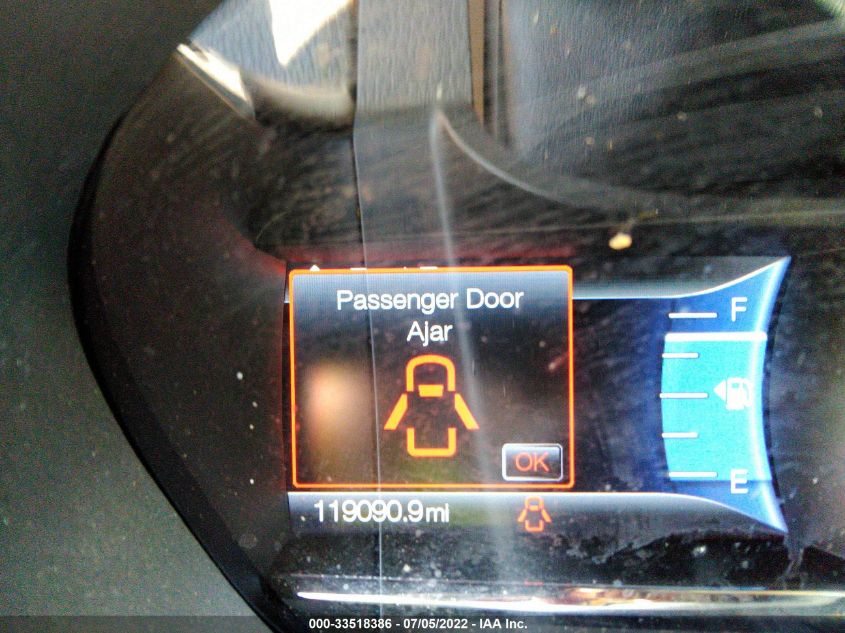 Passenger Door
Ajar
F
OK
E
119090.9mi
000-33518386 - 07/05/2022 - IAA Inc.